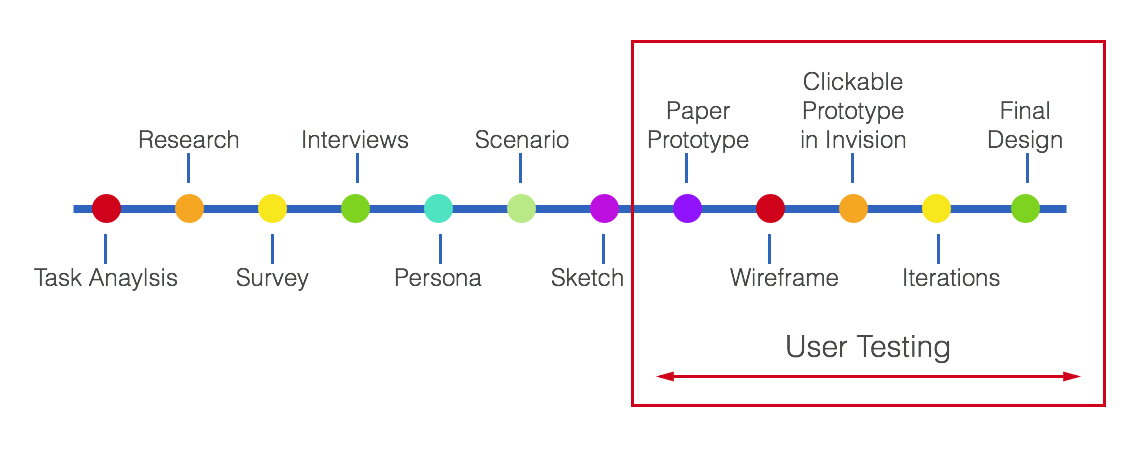 Task Anaylsis
Research
Survey
Interviews
Persona
Scenario
Sketch
Paper
Prototype
Wireframe
Clickable
Prototype
in Invision
Iterations
Final
Design
User Testing